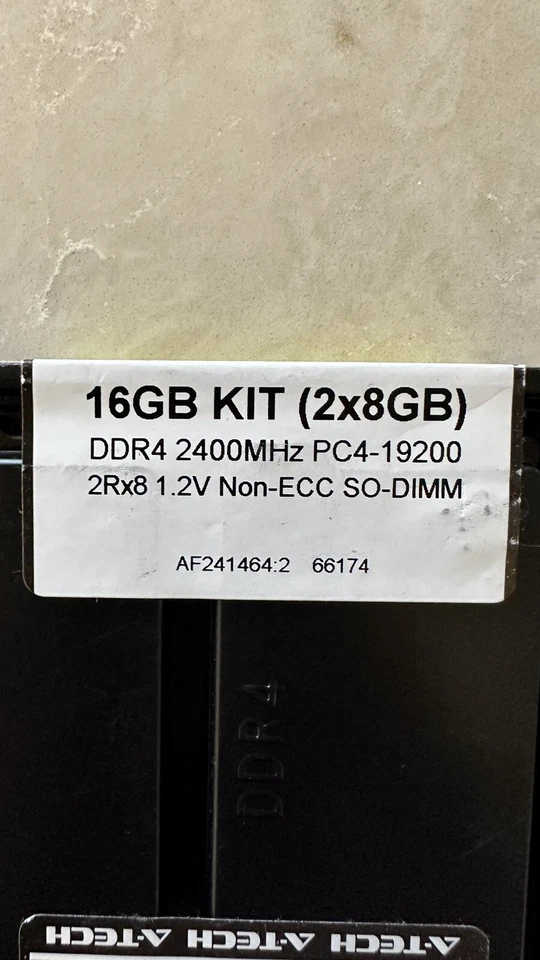 16GB KIT (2x8GB)
DDR4 2400MHz PC4-19200
2Rx8 1.2V Non-ECC SO-DIMM
AF241464:2 66174
DDR4
A-TECH A-TECH A-TECH A-TECH